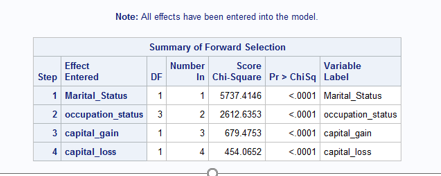 Note: All effects have been entered into the model.
Summary of Forward Selection
Step Effect Entered DF Number In Score Chi-Square Pr > ChiSq Variable Label
1 Marital_Status 1 1 5737.4146 <.0001 Marital_Status
2 occupation_status 3 2 2612.6353 <.0001 occupation_status
3 capital_gain 1 3 679.4753 <.0001 capital_gain
4 capital_loss 1 4 454.0652 <.0001 capital_loss